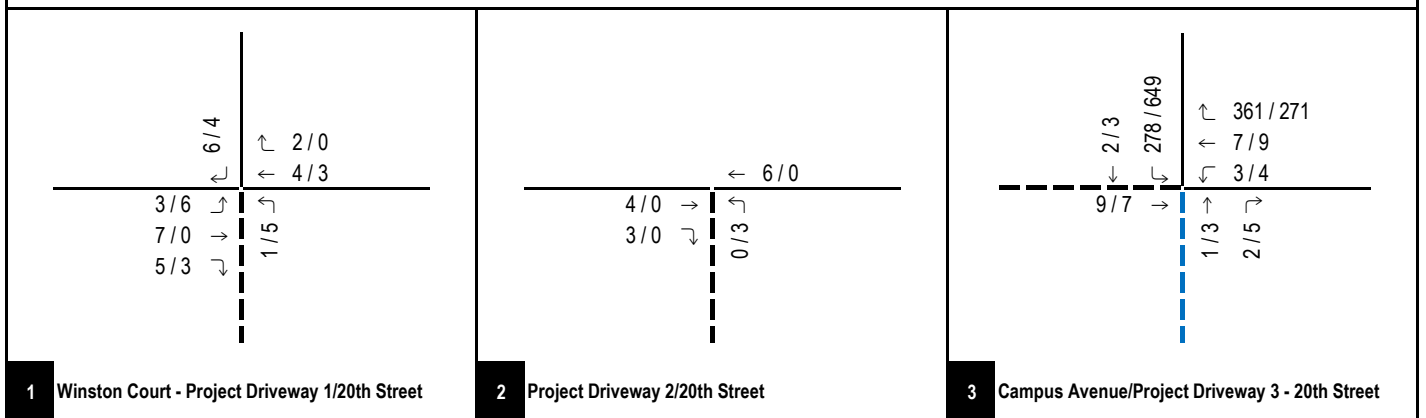 6 / 4
2 / 0
4 / 3
3 / 6
7 / 0
5 / 3
1 / 5
1 Winston Court - Project Driveway 1/20th Street
6 / 0
4 / 0
3 / 0
0 / 3
2 Project Driveway 2/20th Street
2 / 3
278 / 649
361 / 271
7 / 9
3 / 4
9 / 7
1 / 3
2 / 5
3 Campus Avenue/Project Driveway 3 - 20th Street